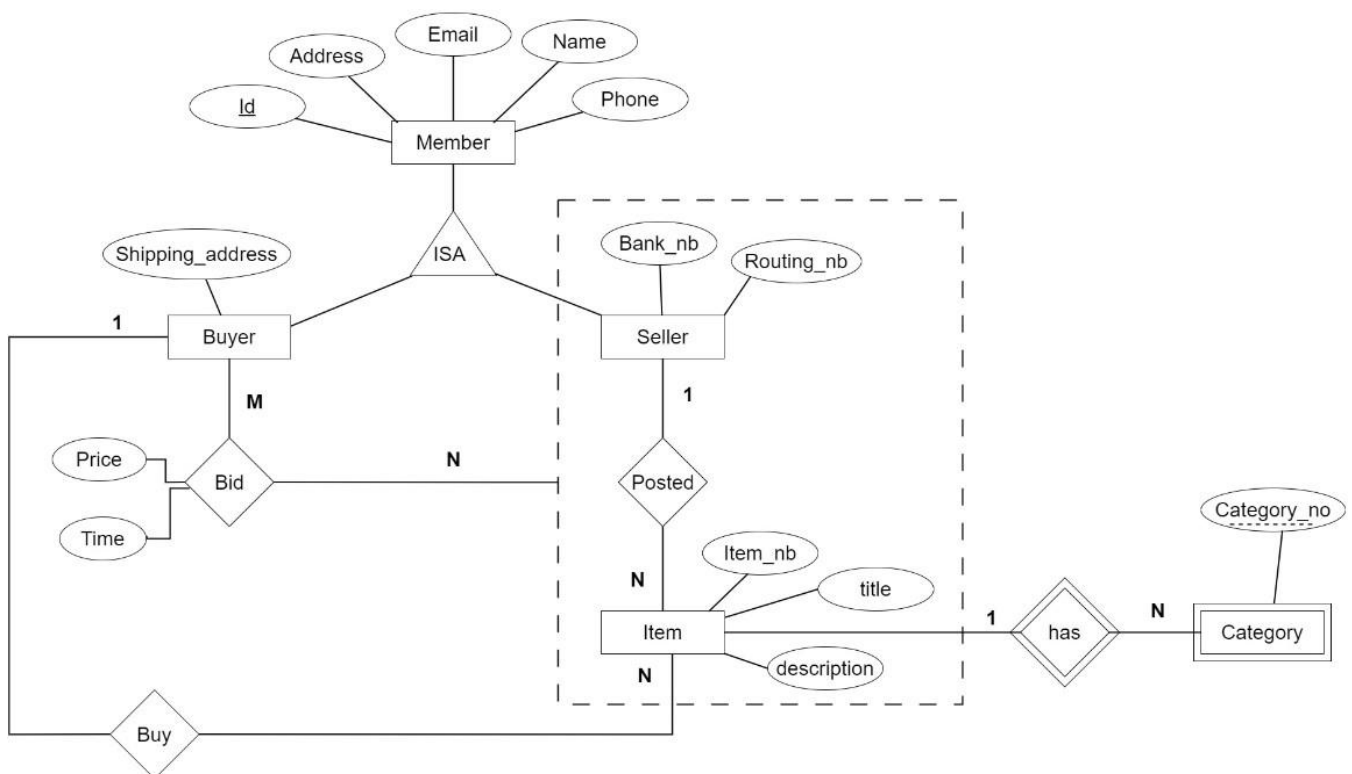 Email
Name
Address
Phone
Id
Member
ISA
Shipping_address
Bank_nb
Routing_nb
1
Buyer
Seller
M
1
Price
N
Bid
Posted
Time
Category_no
Item_nb
N
title
1
N
Item
has
Category
N
description
Buy